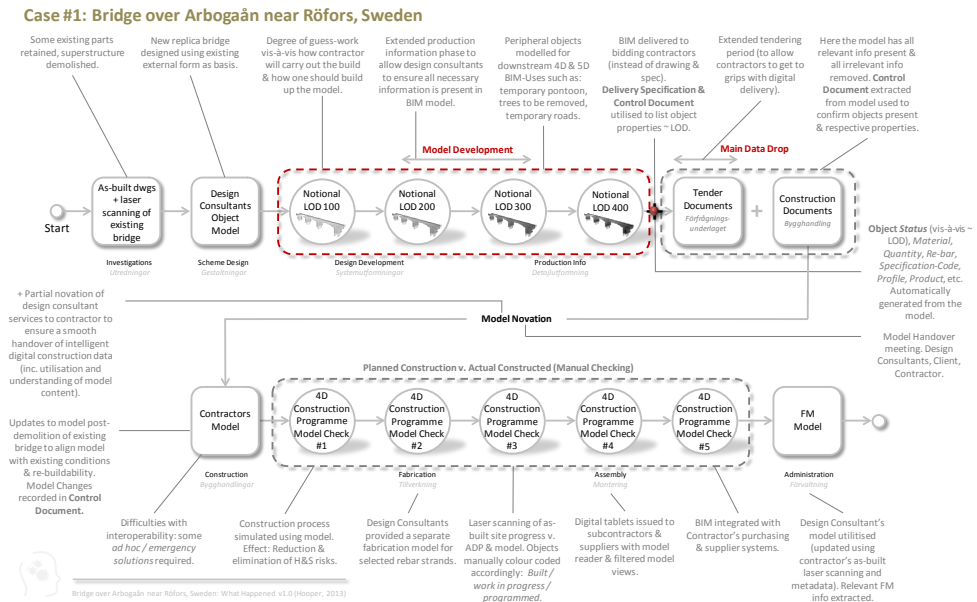 Case #1: Bridge over Arbogaån near Röfors, Sweden
Some existing parts
retained, superstructure
demolished.
New replica bridge
designed using existing
external form as basis.
Degree of guess-work
vis-à-vis how contractor
will carry out the build
& how one should build
up the model.
Extended production
information phase to
allow design consultants
to ensure all necessary
information is present in
BIM model.
Peripheral objects
modelled for
downstream 4D & 5D
BIM-Uses such as:
temporary pontoon,
trees to be removed,
temporary roads.
BIM delivered to
bidding contractors
(instead of drawing &
spec).
Delivery Specification &
Control Document
utilised to list object
properties ~ LOD.
Extended tendering
period (to allow
contractors to get to
grips with digital
delivery).
Here the model has all
relevant info present &
all irrelevant info
removed. Control
Document extracted
from model used to
confirm objects present
& respective properties.
Model Development
Main Data Drop
Start
As-built dwgs
+ laser scanning of
existing
bridge
Design
Consultants
Object
Model
Notional
LOD 100
Notional
LOD 200
Notional
LOD 300
Notional
LOD 400
Tender
Documents
Förfrågnings-
underlaget
+
Construction
Documents
Bygghandling
Investigations
Utredningar
Scheme Design
Gestaltningar
Design Development
Systemutformningar
Production Info
Detaljutformning
Object Status (vis-à-vis ~
LOD), Material,
Quantity, Re-bar,
Specification-Code,
Profile, Product, etc.
Automatically
generated from the
model.
+ Partial novation of
design consultant
services to contractor to
ensure a smooth
handover of intelligent
digital construction data
(inc. utilisation and
understanding of model
content).
Model Novation
Model Handover
meeting. Design
Consultants, Client,
Contractor.
Planned Construction v. Actual Constructed (Manual Checking)
Contractors
Model
4D
Construction
Programme
Model Check
#1
4D
Construction
Programme
Model Check
#2
4D
Construction
Programme
Model Check
#3
4D
Construction
Programme
Model Check
#4
4D
Construction
Programme
Model Check
#5
FM
Model
Updates to model post-
demolition of existing
bridge to align model
with existing conditions
& re-buildability.
Model Changes
recorded in Control
Document.
Construction
Bygghandlingar
Fabrication
Tillverkning
Assembly
Montering
Administration
Förvaltning
Difficulties with
interoperability: some
ad hoc / emergency
solutions required.
Construction process
simulated using model.
Effect: Reduction &
elimination of H&S risks.
Design Consultants
provided a separate
fabrication model for
selected rebar strands.
Laser scanning of as-
built site progress v.
ADP & model. Objects
manually colour coded
accordingly: Built /
work in progress /
programmed.
Digital tablets issued to
subcontractors &
suppliers with model
reader & filtered model
views.
BIM integrated with
Contractor's purchasing
& supplier systems.
Design Consultant's
model utilised
(updated using
contractor's as-built
laser scanning and
metadata). Relevant FM
info extracted.
Bridge over Arbogaån near Röfors, Sweden: What Happened v1.0 (Hooper, 2013)